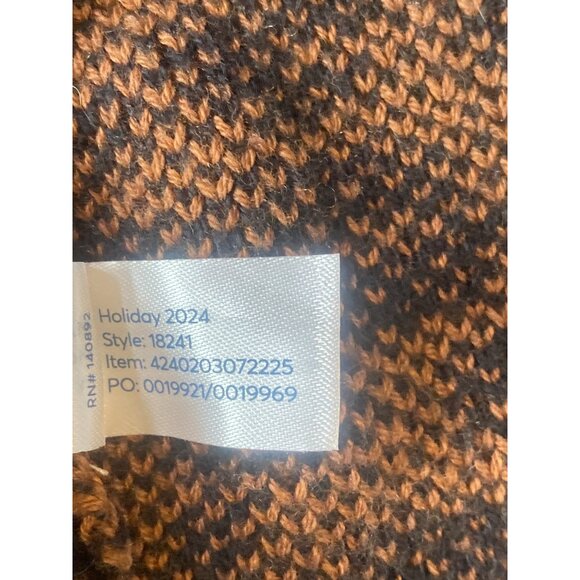 RN# 140892
Holiday 2024
Style: 18241
Item: 4240203072225
PO: 0019921/0019969